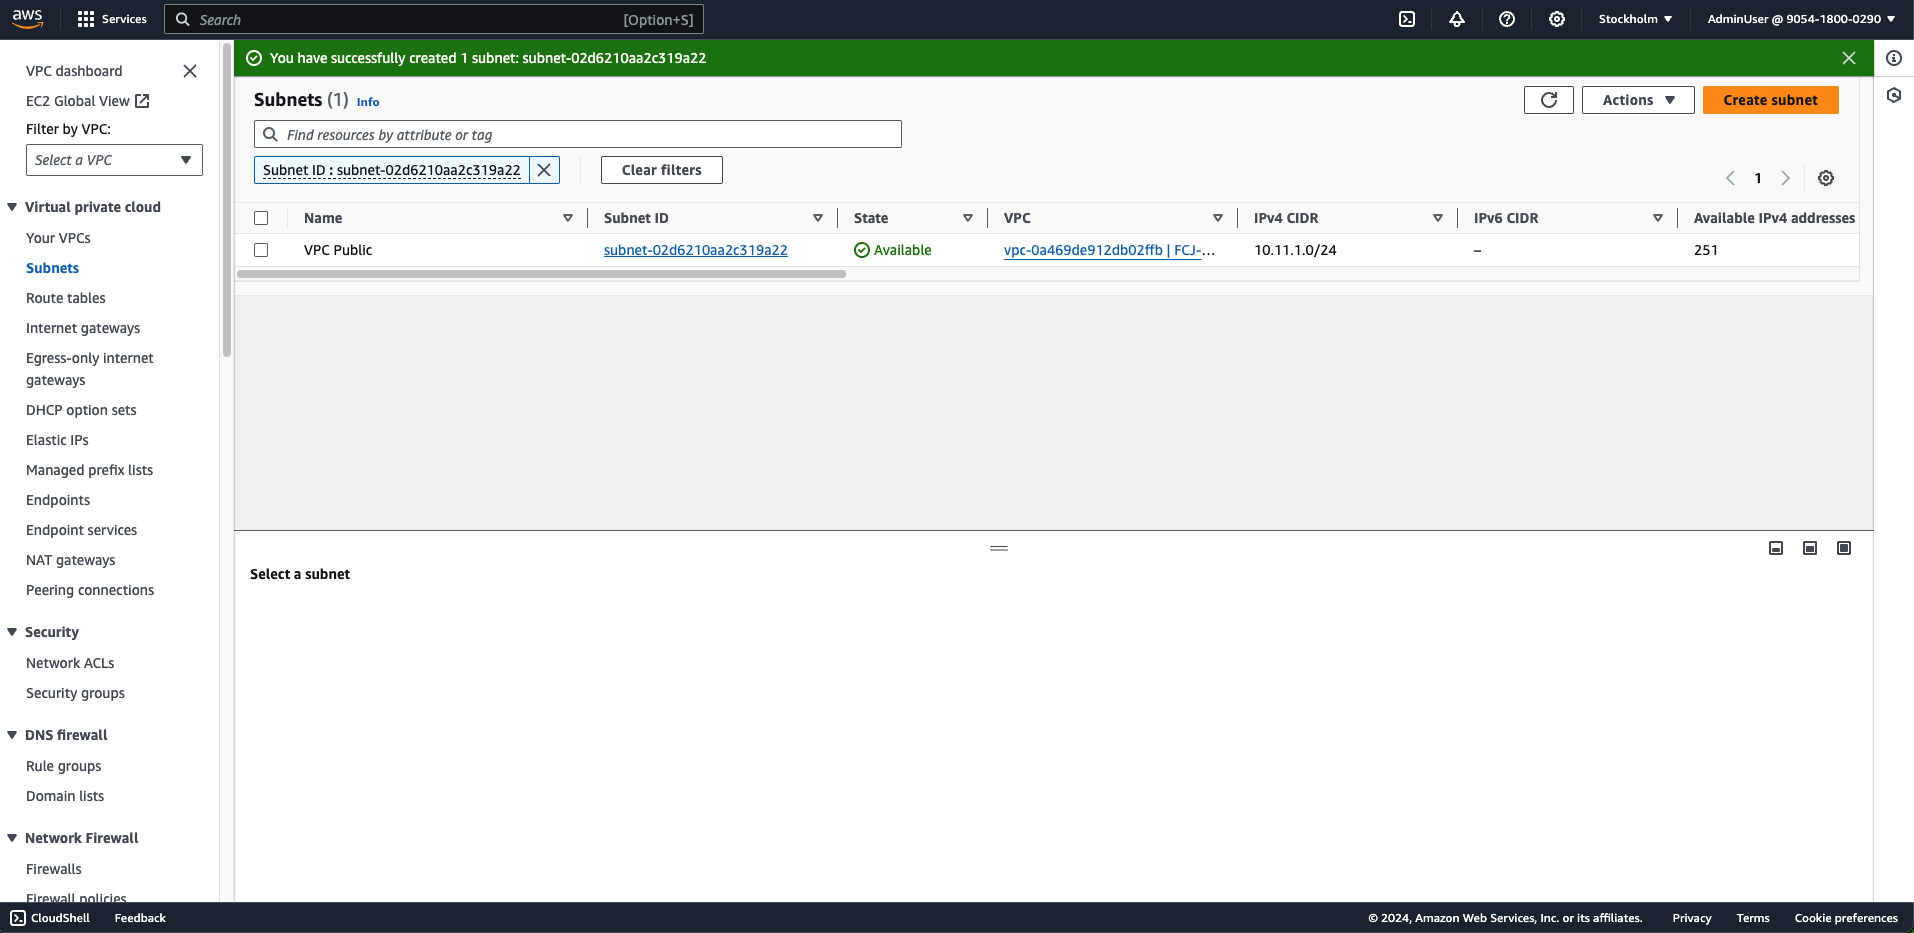 aws
Services
Search
[Option+S]
Stockholm
AdminUser @ 9054-1800-0290
VPC dashboard
EC2 Global View
Filter by VPC:
Select a VPC
Virtual private cloud
Your VPCs
Subnets
Route tables
Internet gateways
Egress-only internet
gateways
DHCP option sets
Elastic IPs
Managed prefix lists
Endpoints
Endpoint services
NAT gateways
Peering connections
Security
Network ACLs
Security groups
DNS firewall
Rule groups
Domain lists
Network Firewall
Firewalls
Firewall policies
You have successfully created 1 subnet: subnet-02d6210aa2c319a22
Subnets (1) Info
Actions
Create subnet
Find resources by attribute or tag
Subnet ID : subnet-02d6210aa2c319a22
Clear filters
1
Name Subnet ID State VPC IPv4 CIDR IPv6 CIDR Available IPv4 addresses
VPC Public subnet-02d6210aa2c319a22 Available vpc-0a469de912db02ffb | FCJ-... 10.11.1.0/24 – 251
Select a subnet
CloudShell
Feedback
© 2024, Amazon Web Services, Inc. or its affiliates.
Privacy
Terms
Cookie preferences